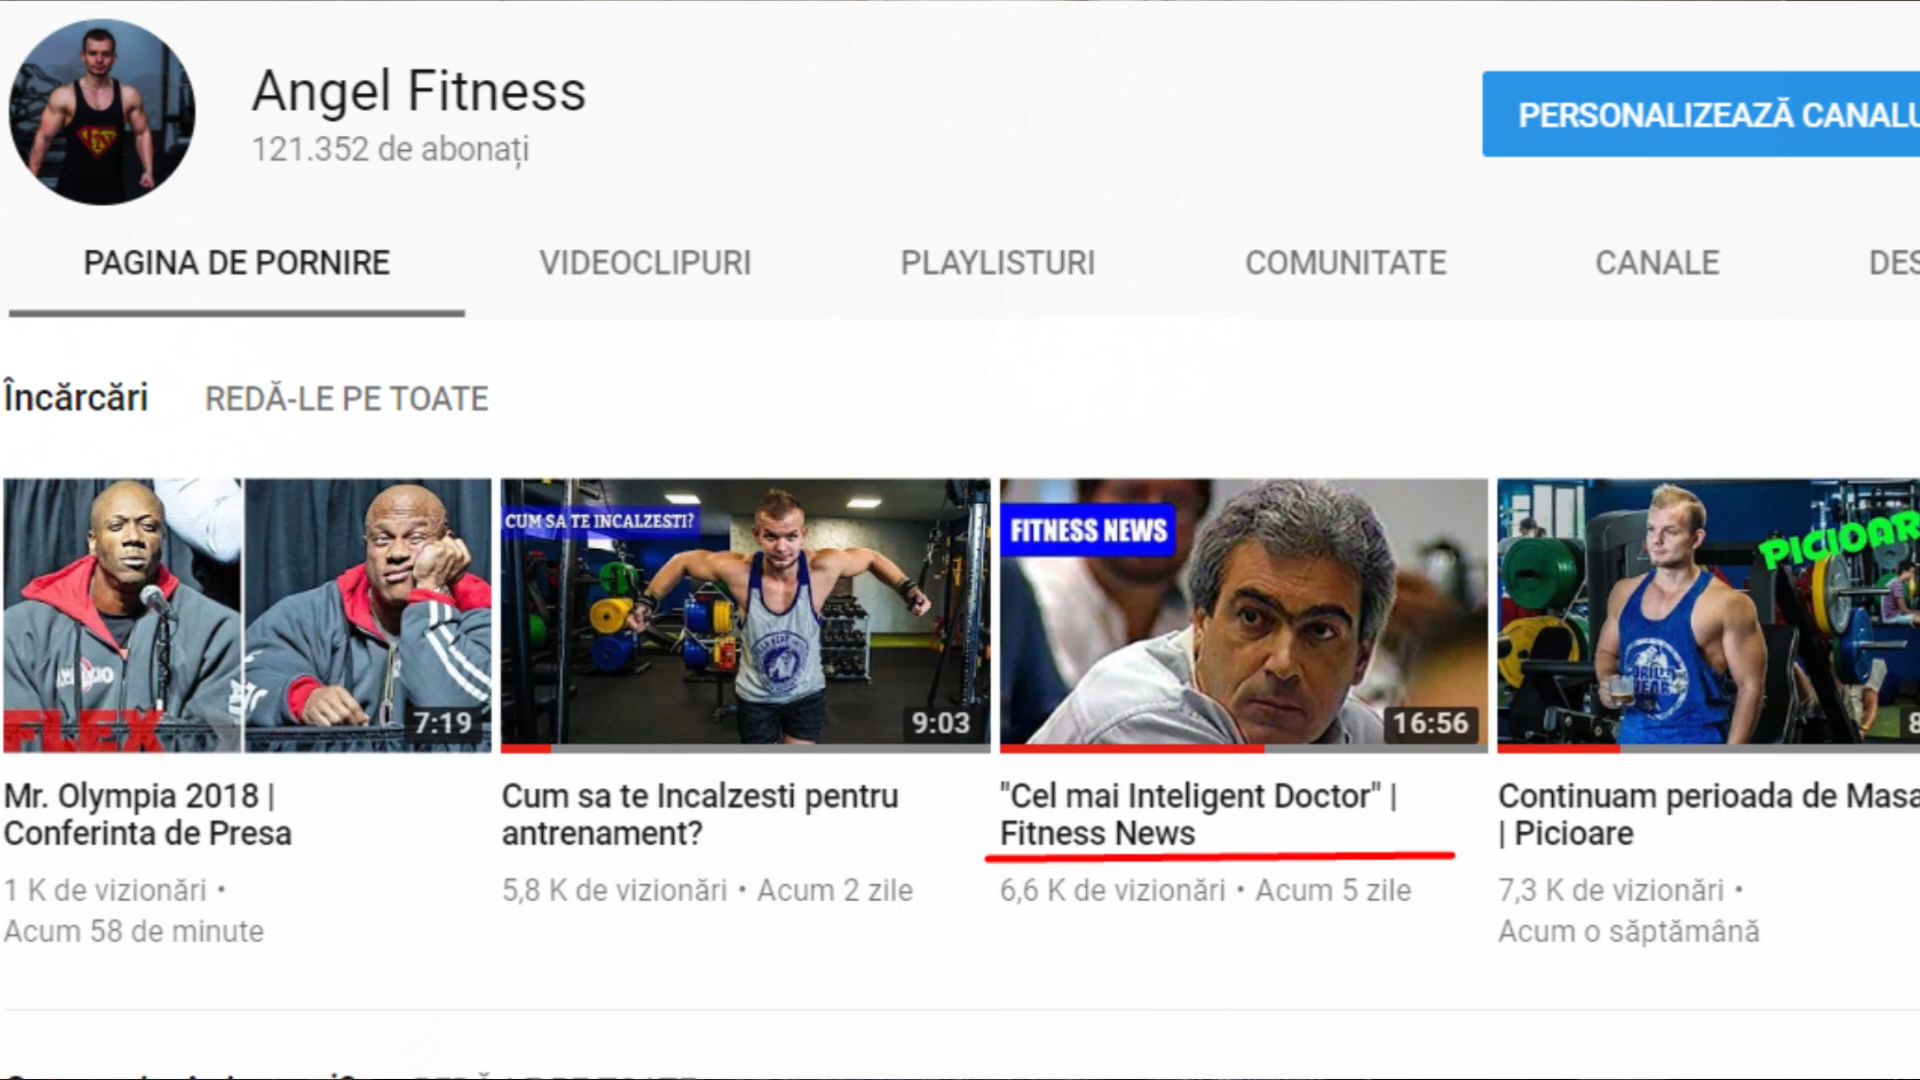 Angel Fitness
121.352 de abonați
PERSONALIZEAZĂ CANALU
PAGINA DE PORNIRE
VIDEOCLIPURI
PLAYLISTURI
COMUNITATE
CANALE
DES
Încărcări
REDĂ-LE PE TOATE
FLEX
7:19
CUM SA TE INCALZESTI?
9:03
FITNESS NEWS
16:56
PICIOAR
8
Mr. Olympia 2018 |
Conferinta de Presa
1 K de vizionări •
Acum 58 de minute
Cum sa te Incalzesti pentru
antrenament?
5,8 K de vizionări • Acum 2 zile
"Cel mai Inteligent Doctor" |
Fitness News
6,6 K de vizionări • Acum 5 zile
Continuam perioada de Masa
| Picioare
7,3 K de vizionări •
Acum o săptămână